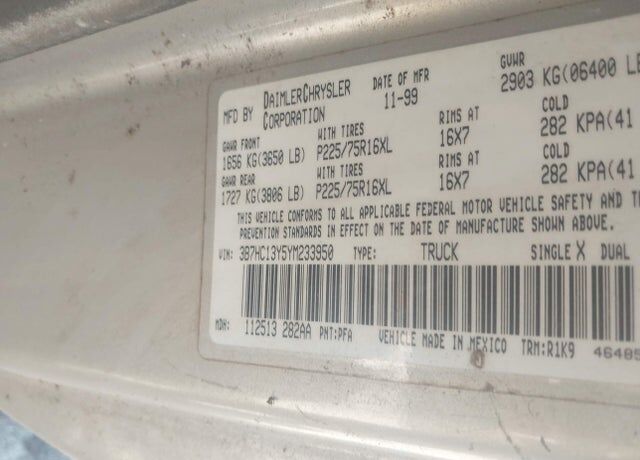 MFD BY DAIMLERCHRYSLER CORPORATION DATE OF MFR 11-99 GVWR 2903 KG(06400 LB
GAWR FRONT WITH TIRES RIMS AT COLD
1656 KG(3650 LB) P225/75R16XL 16X7 282 KPA(41
GAWR REAR WITH TIRES RIMS AT COLD
1727 KG(3806 LB) P225/75R16XL 16X7 282 KPA(41
THIS VEHICLE CONFORMS TO ALL APPLICABLE FEDERAL MOTOR VEHICLE SAFETY AND T
PREVENTION STANDARDS IN EFFECT ON THE DATE OF MANUFACTURE SHOWN ABOVE.
VIN: 3B7HC13Y5YM233950 TYPE: TRUCK SINGLE X DUAL
MDH: 112513 282AA PNT:PFA VEHICLE MADE IN MEXICO TRM:R1K9 46485